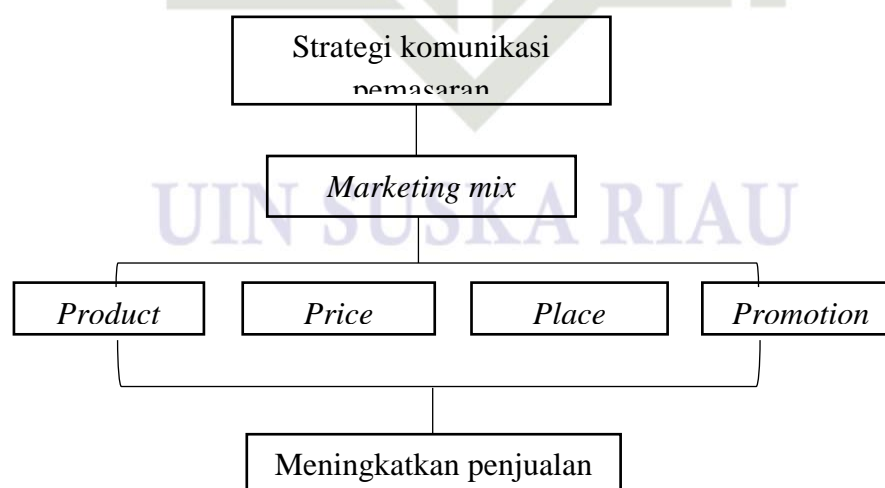 Strategi komunikasi
pemasaran
Marketing mix
UIN SUSKA RIAU
Product Price Place Promotion
Meningkatkan penjualan